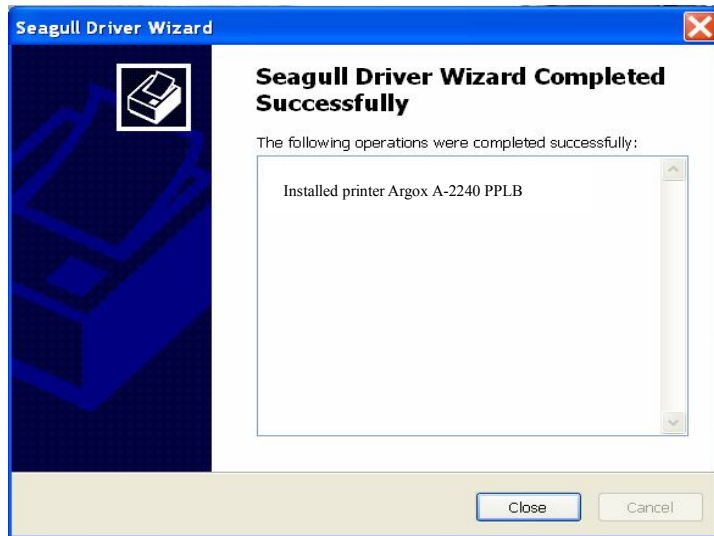 Seagull Driver Wizard
Seagull Driver Wizard Completed
Successfully
The following operations were completed successfully:
Installed printer Argox A-2240 PPLB
Close
Cancel